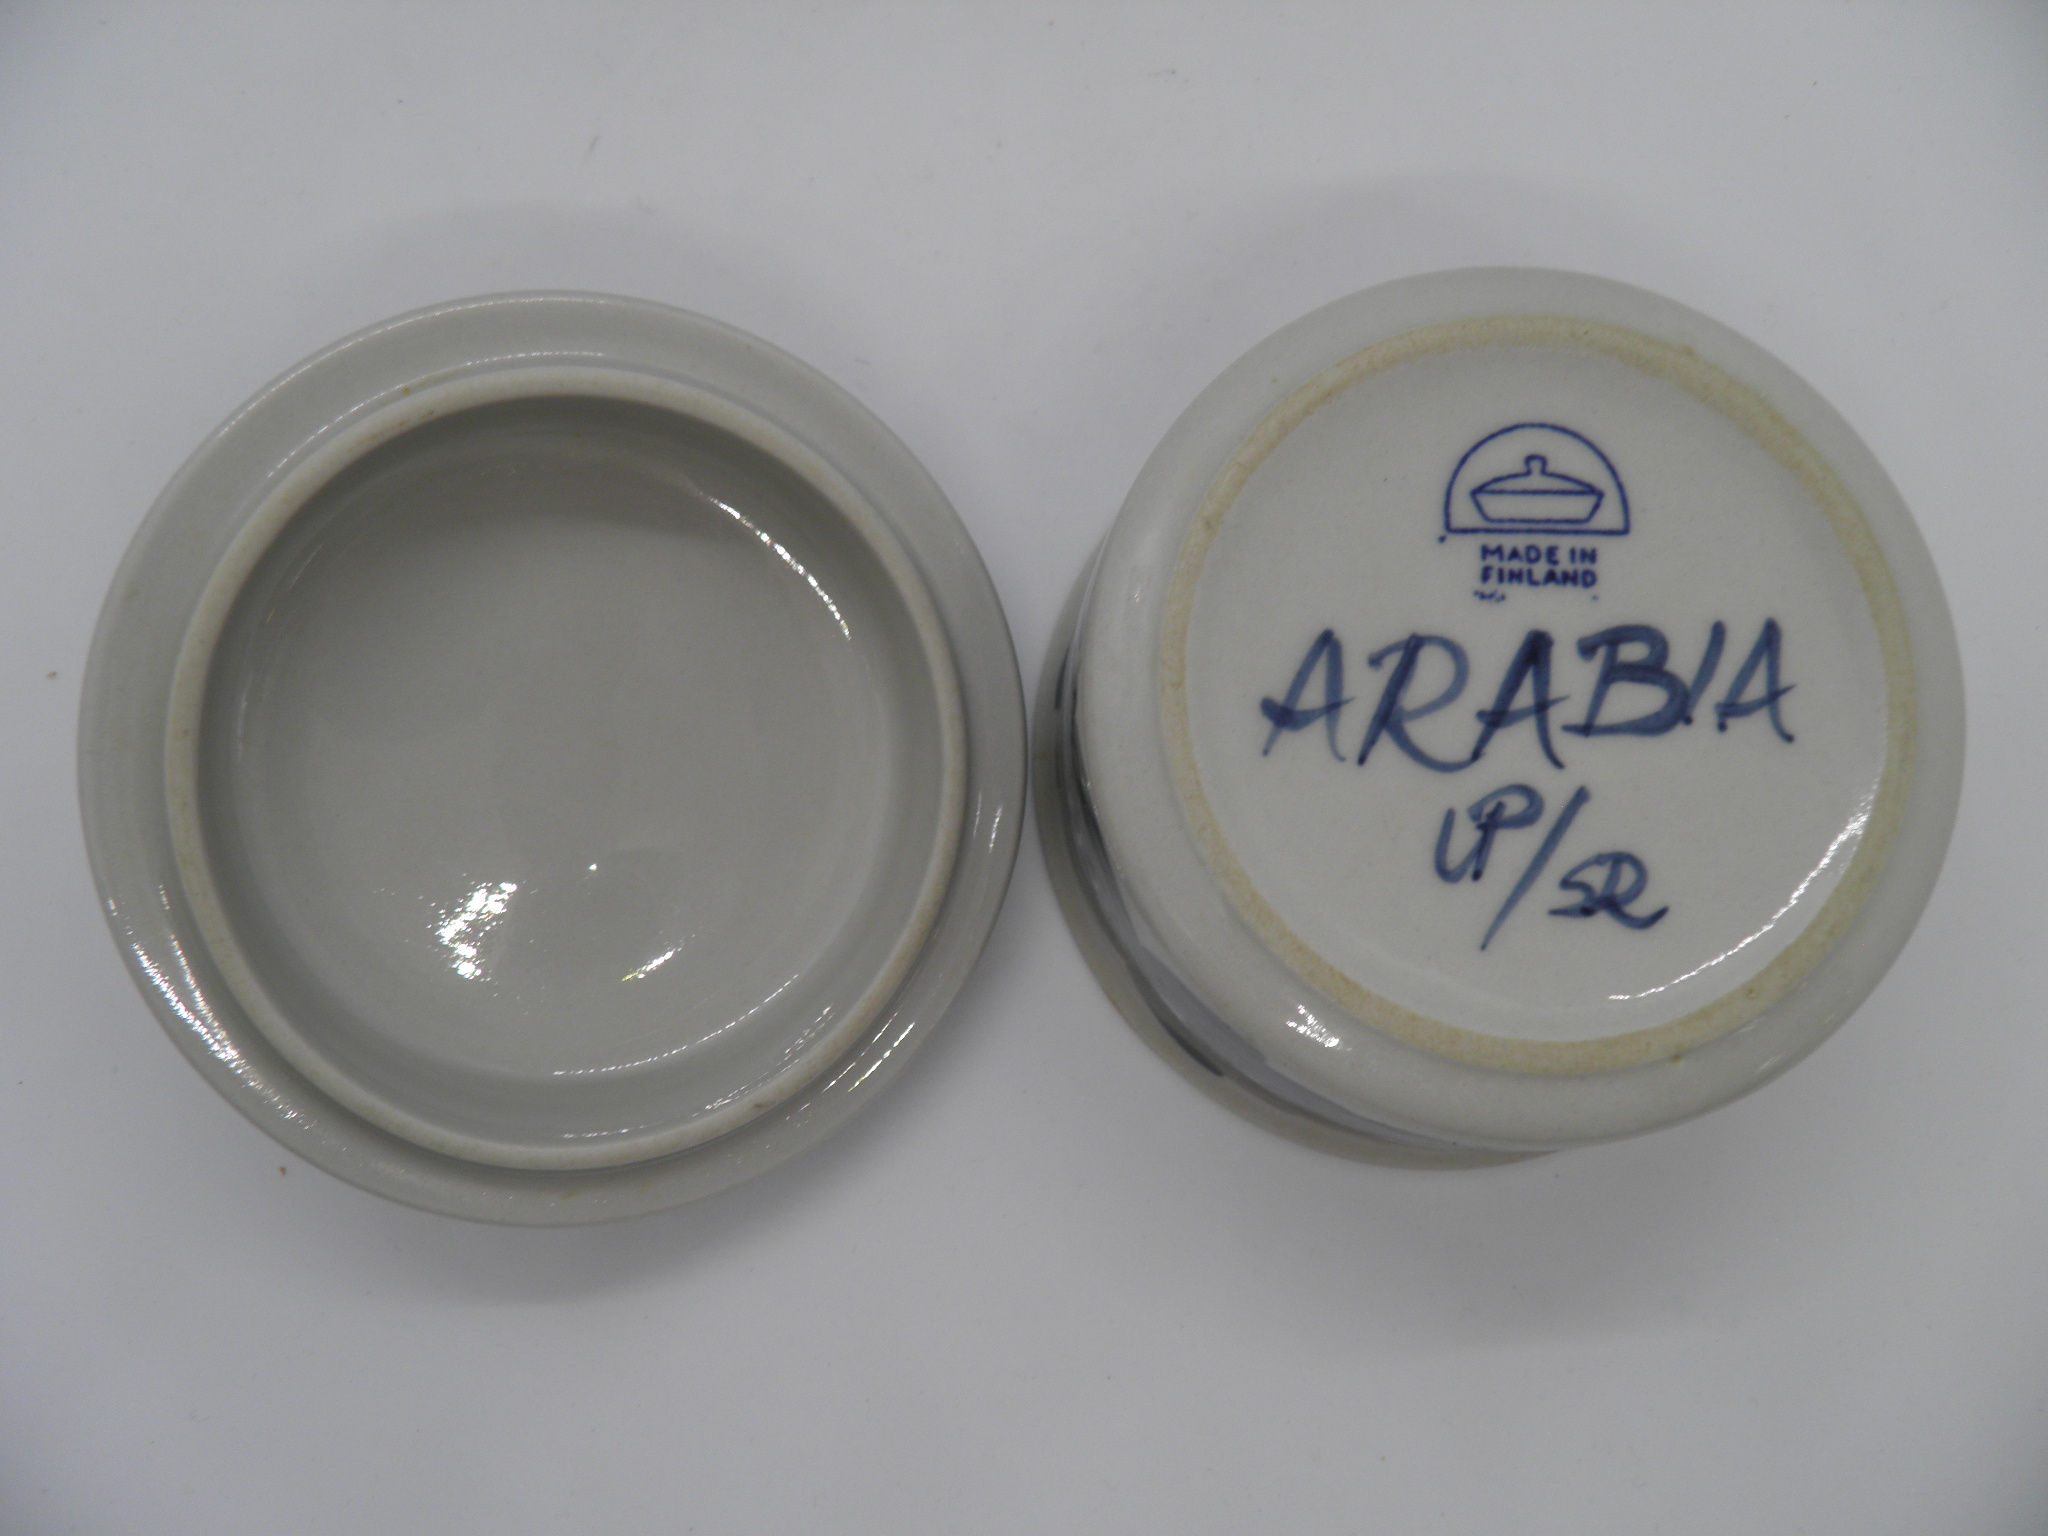 MADE IN
FINLAND
ARABIA
UP/SR